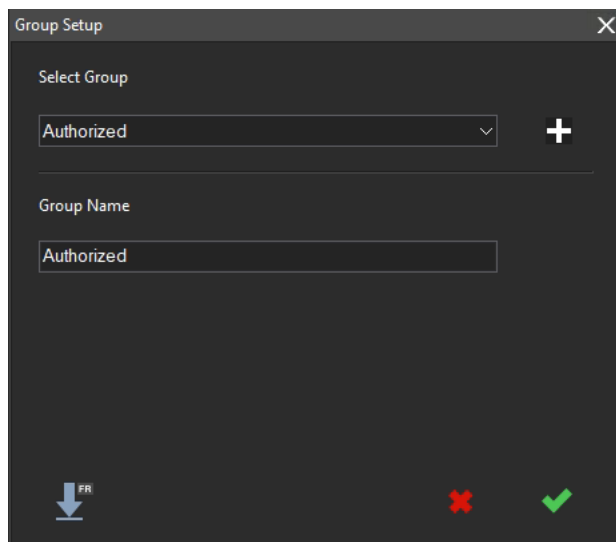 Group Setup
Select Group
Authorized
Group Name
Authorized
FR